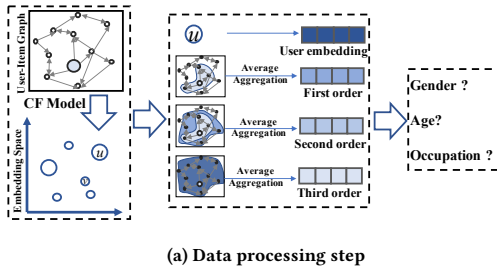 User-Item Graph
CF Model
Embedding Space
u
v
u
User embedding
Average
Aggregation
First order
Average
Aggregation
Second order
Average
Aggregation
Third order
Gender ?
Age?
Occupation ?
(a) Data processing step